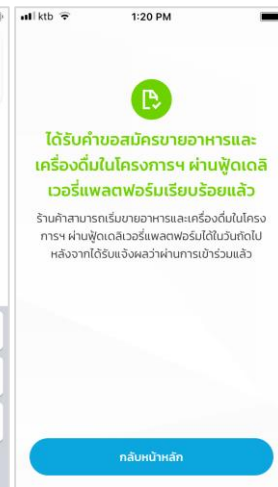 ktb
1:20 PM
ได้รับคำขอสมัครขายอาหารและ
เครื่องดื่มในโครงการฯ ผ่านฟู้ดเดลิ
เวอรี่แพลตฟอร์มเรียบร้อยแล้ว
ร้านค้าสามารถเริ่มขายอาหารและเครื่องดื่มในโครง
การฯ ผ่านฟู้ดเดลิเวอรี่แพลตฟอร์มได้ในวันถัดไป
หลังจากได้รับแจ้งผลว่าผ่านการเข้าร่วมแล้ว
กลับหน้าหลัก